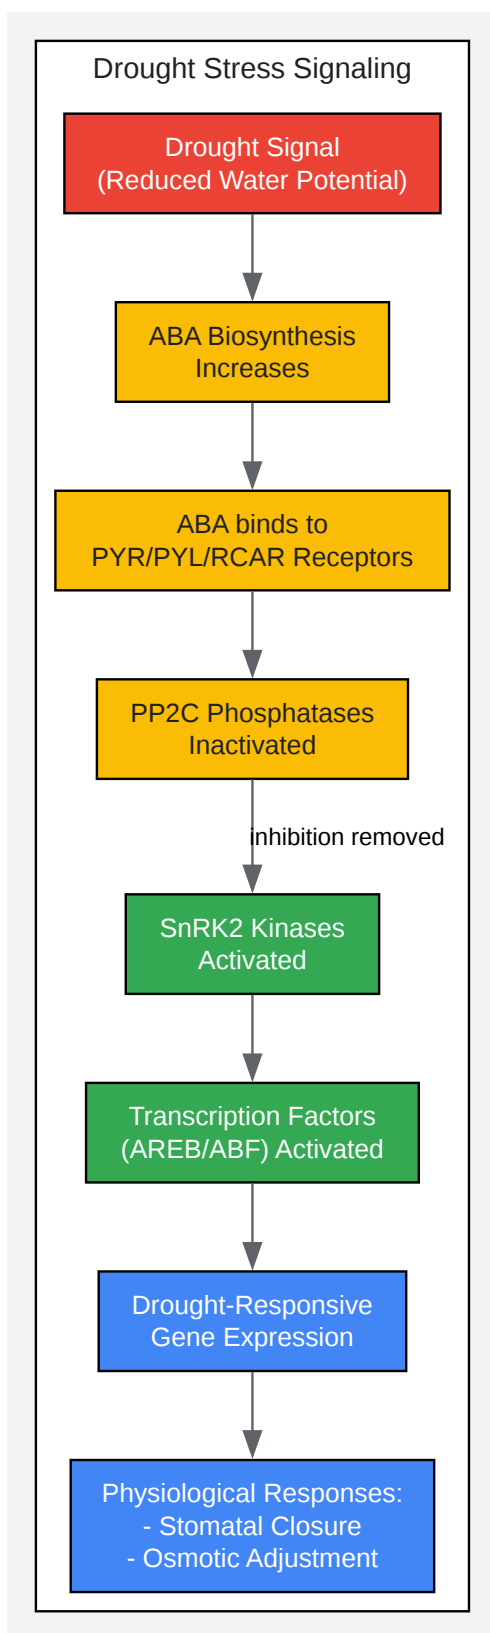 Drought Stress Signaling
Drought Signal
(Reduced Water Potential)
ABA Biosynthesis
Increases
ABA binds to
PYR/PYL/RCAR Receptors
PP2C Phosphatases
Inactivated
inhibition removed
SnRK2 Kinases
Activated
Transcription Factors
(AREB/ABF) Activated
Drought-Responsive
Gene Expression
Physiological Responses:
- Stomatal Closure
- Osmotic Adjustment